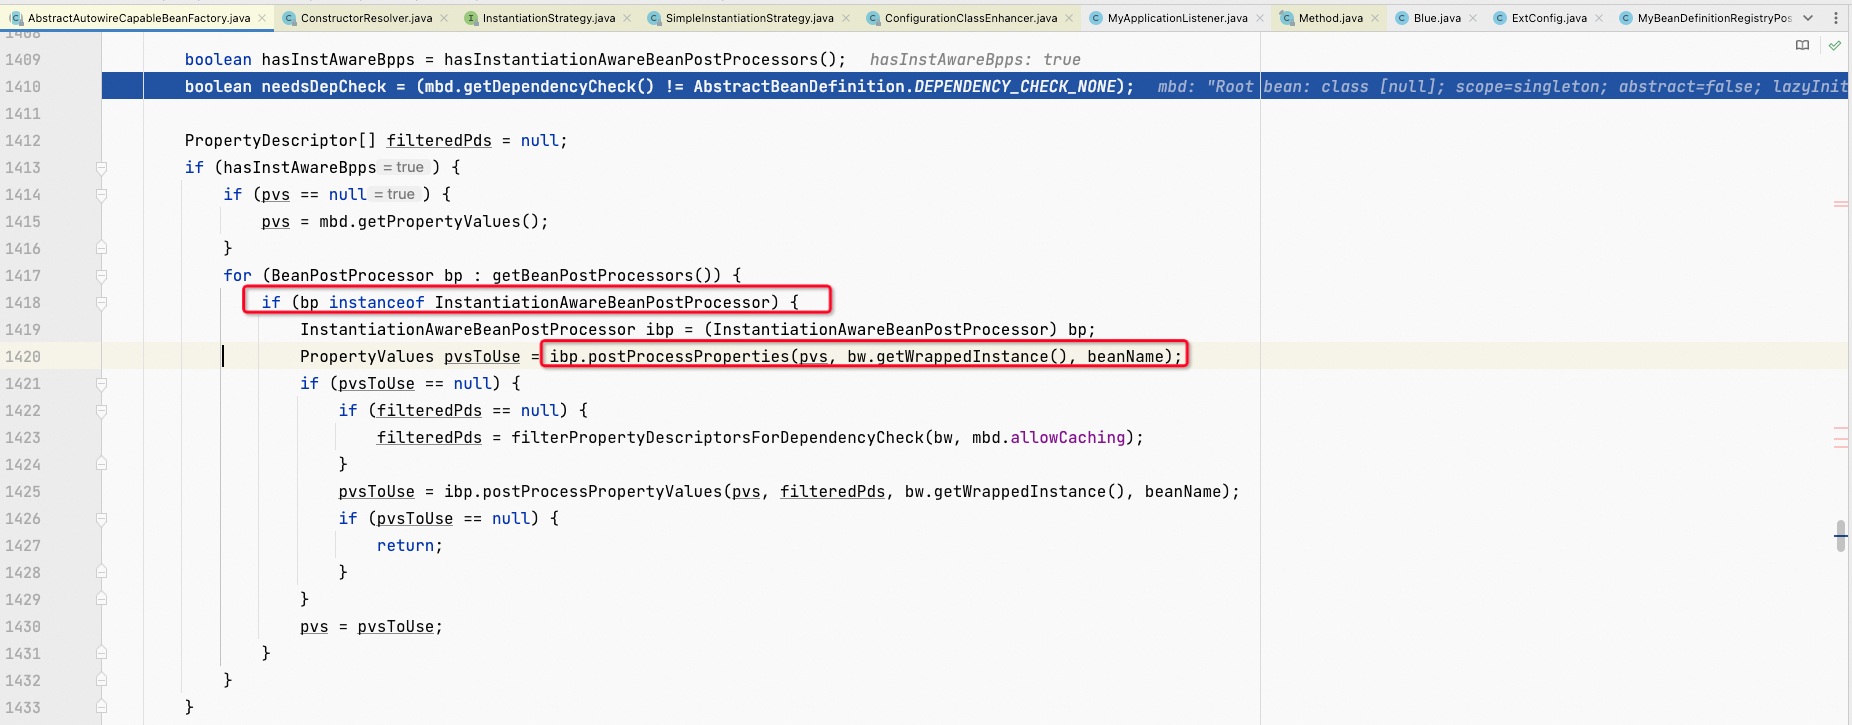 AbstractAutowireCapableBeanFactory.java ConstructorResolver.java InstantiationStrategy.java SimpleInstantiationStrategy.java ConfigurationClassEnhancer.java MyApplicationListener.java Method.java Blue.java ExtConfig.java MyBeanDefinitionRegistryPos
1408
1409 boolean hasInstAwareBpps = hasInstantiationAwareBeanPostProcessors(); hasInstAwareBpps: true
1410 boolean needsDepCheck = (mbd.getDependencyCheck() != AbstractBeanDefinition.DEPENDENCY_CHECK_NONE); mbd: "Root bean: class [null]; scope=singleton; abstract=false; lazyInit
1411
1412 PropertyDescriptor[] filteredPds = null;
1413 if (hasInstAwareBpps = true ) {
1414 if (pvs == null = true ) {
1415 pvs = mbd.getPropertyValues();
1416 }
1417 for (BeanPostProcessor bp : getBeanPostProcessors()) {
1418 if (bp instanceof InstantiationAwareBeanPostProcessor) {
1419 InstantiationAwareBeanPostProcessor ibp = (InstantiationAwareBeanPostProcessor) bp;
1420 PropertyValues pvsToUse = ibp.postProcessProperties(pvs, bw.getWrappedInstance(), beanName);
1421 if (pvsToUse == null) {
1422 if (filteredPds == null) {
1423 filteredPds = filterPropertyDescriptorsForDependencyCheck(bw, mbd.allowCaching);
1424 }
1425 pvsToUse = ibp.postProcessPropertyValues(pvs, filteredPds, bw.getWrappedInstance(), beanName);
1426 if (pvsToUse == null) {
1427 return;
1428 }
1429 }
1430 pvs = pvsToUse;
1431 }
1432 }
1433 }